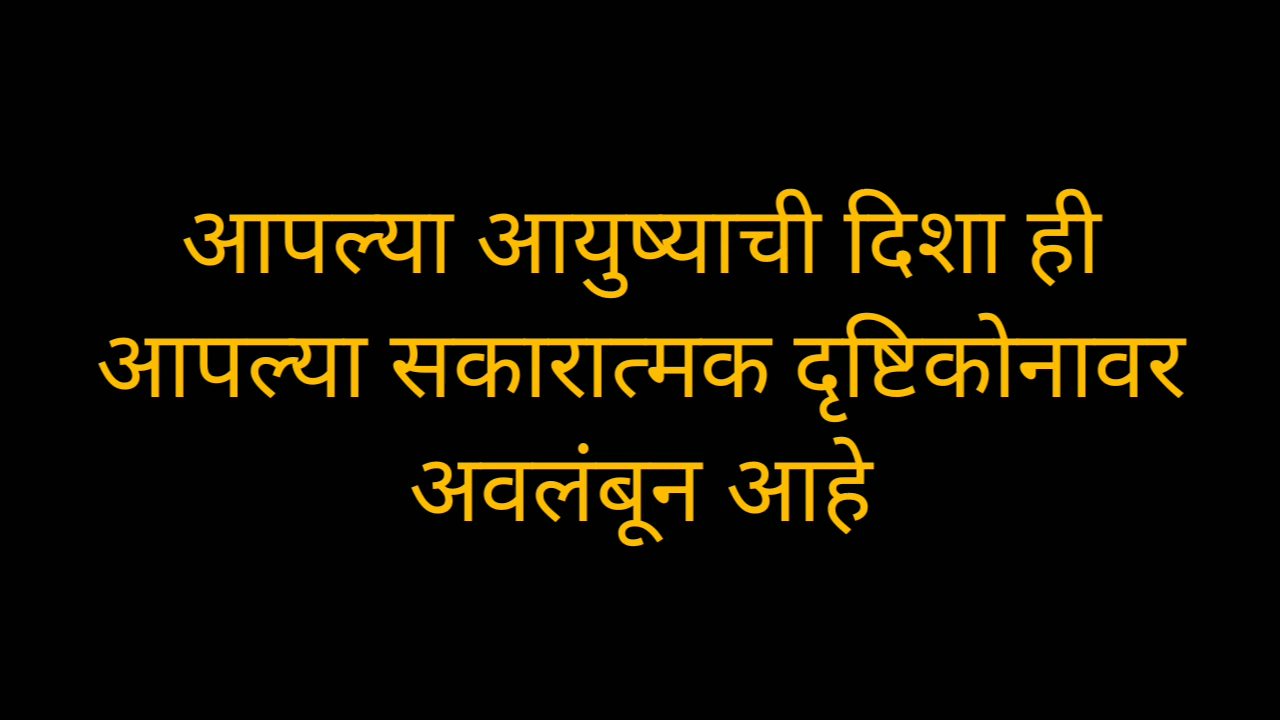 आपल्या आयुष्याची दिशा ही
आपल्या सकारात्मक दृष्टिकोनावर
अवलंबून आहे